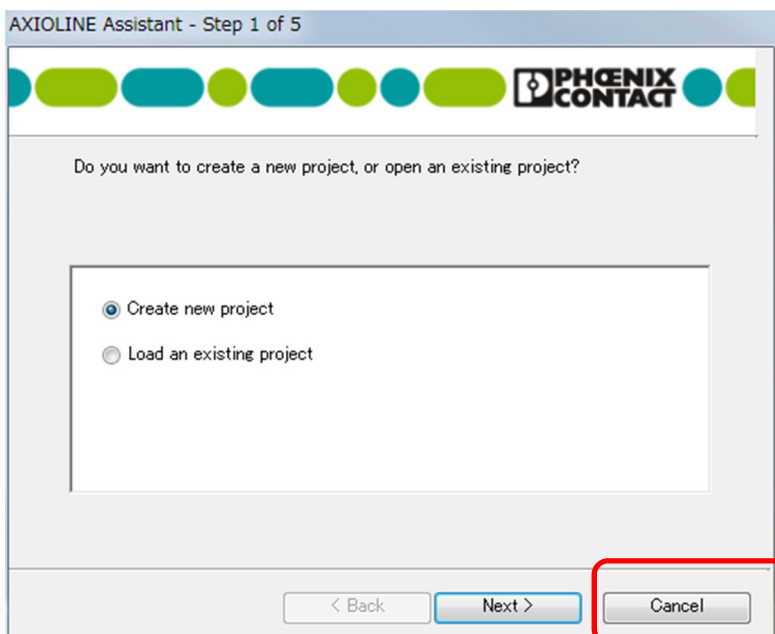 AXIOLINE Assistant - Step 1 of 5
PHŒNIX
CONTACT
Do you want to create a new project, or open an existing project?
Create new project
Load an existing project
< Back Next > Cancel